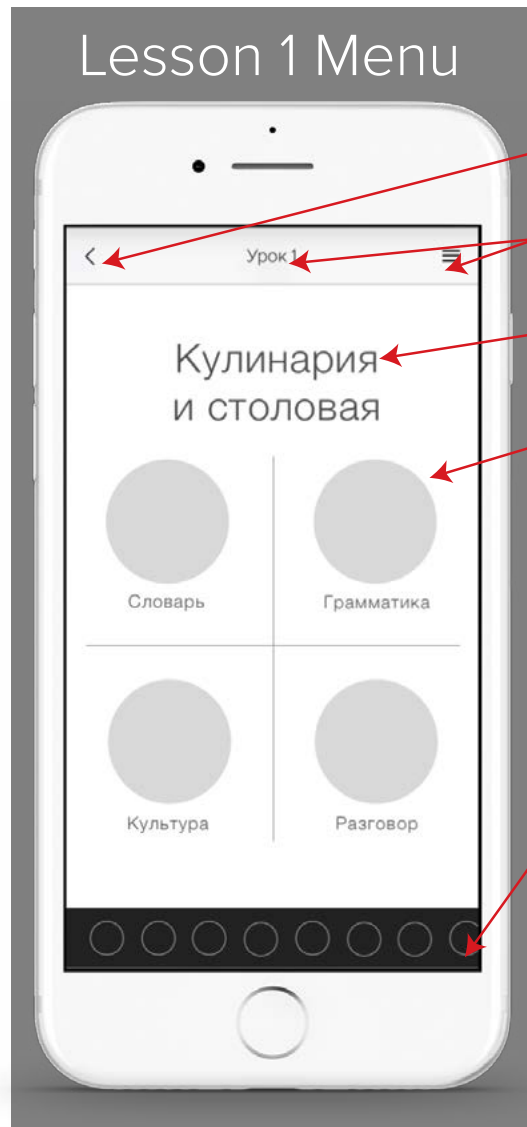 Lesson 1 Menu
Урок 1
Кулинария
и столовая
Словарь
Грамматика
Культура
Разговор